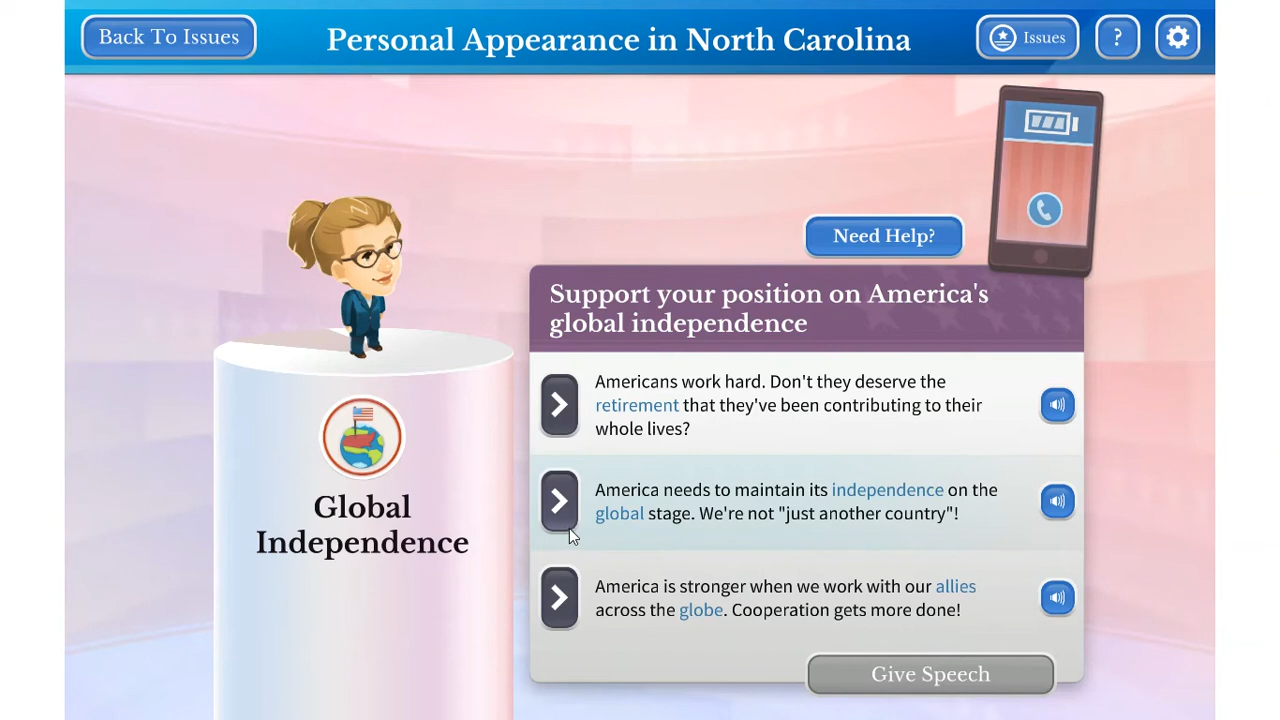 Back To Issues
Personal Appearance in North Carolina
Issues
?
Need Help?
Support your position on America's
global independence
Americans work hard. Don't they deserve the
retirement that they've been contributing to their
whole lives?
America needs to maintain its independence on the
global stage. We're not "just another country"!
America is stronger when we work with our allies
across the globe. Cooperation gets more done!
Give Speech
Global
Independence